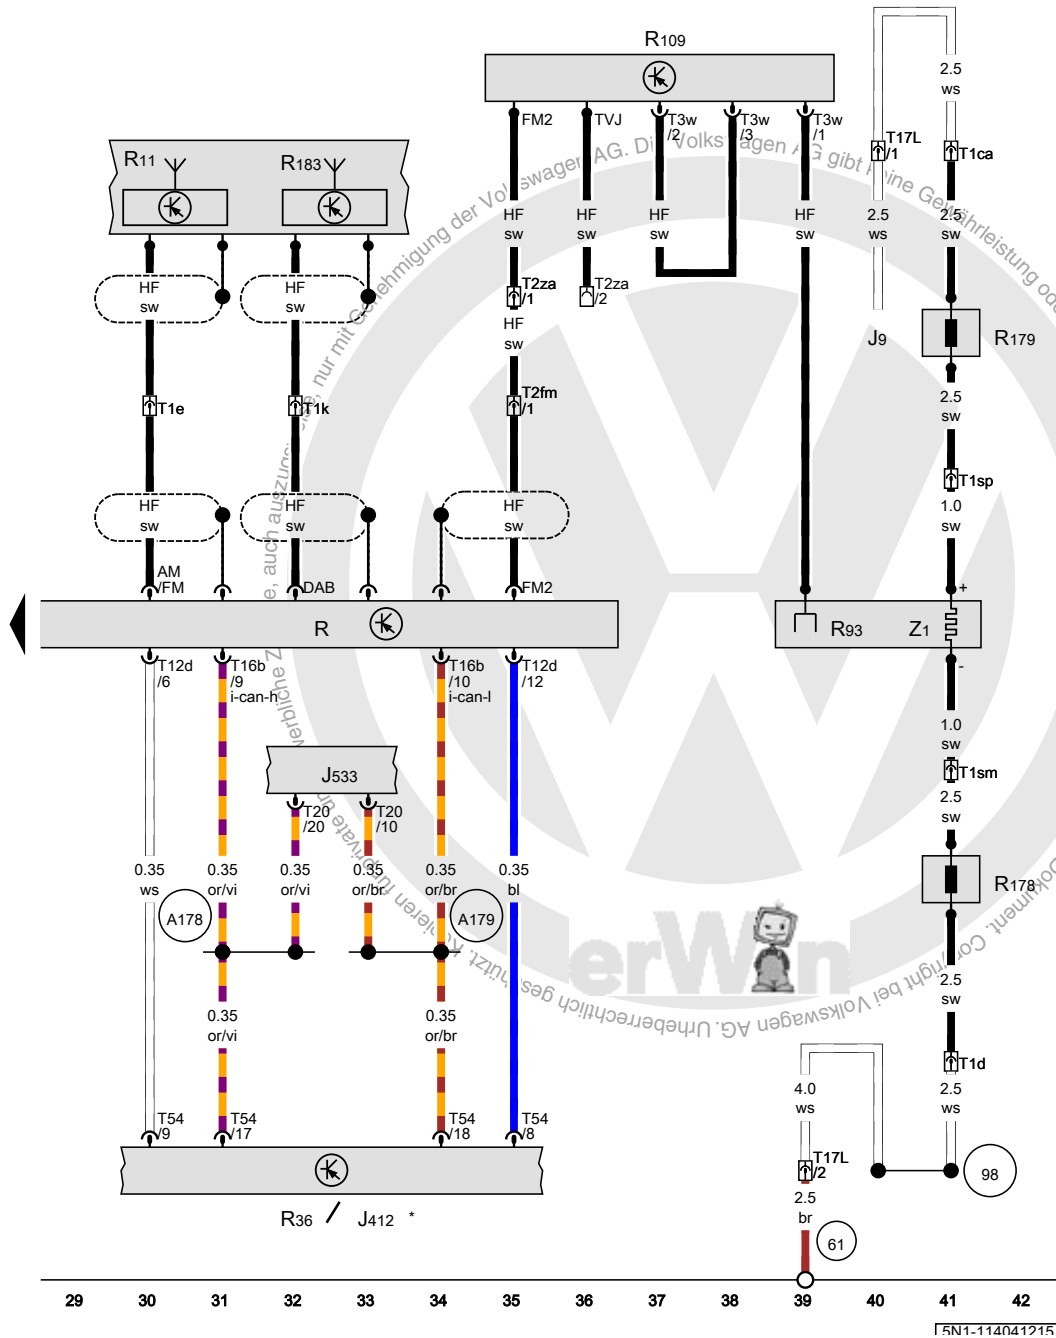 R109
2.5
ws
FM2
TVJ
T3w
/2
T3w
/3
T3w
/1
T17L
/1
T1ca
R11
R183
HF
sw
HF
sw
HF
sw
2.5
ws
2.5
sw
HF
sw
HF
sw
T2za
/1
T2za
/2
HF
sw
J9
R179
T1e
T1k
T2fm
/1
2.5
sw
T1sp
HF
sw
HF
sw
HF
sw
1.0
sw
AM
/FM
DAB
FM2
+
R
R93
Z1
T12d
/6
T16b
/9
i-can-h
T16b
/10
i-can-l
T12d
/12
-
1.0
sw
J533
T1sm
T20
/20
T20
/10
2.5
sw
0.35
ws
0.35
or/vi
0.35
or/vi
0.35
or/br
0.35
or/br
0.35
bl
R178
A178
A179
erWin
2.5
sw
0.35
or/vi
0.35
or/br
T1d
4.0
ws
2.5
ws
T54
/9
T54
/17
T54
/18
T54
/8
T17L
/2
98
R36 / J412 *
2.5
br
61
29 30 31 32 33 34 35 36 37 38 39 40 41 42
5N1-114041215